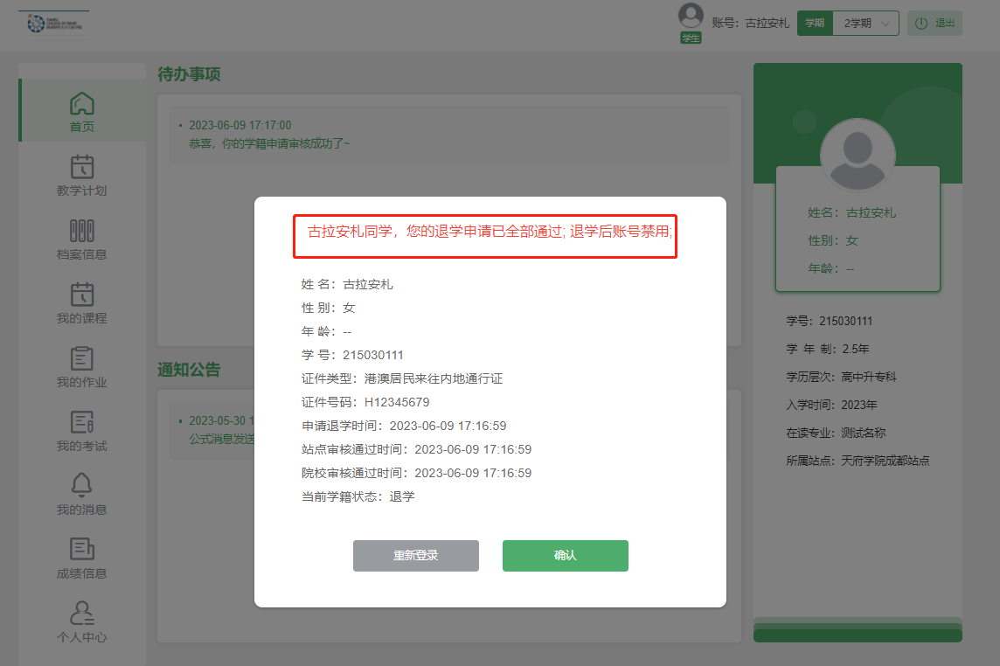 账号：古拉安札
学期
2学期
退出
学生
首页
教学计划
档案信息
我的课程
我的作业
我的考试
我的消息
成绩信息
个人中心
待办事项
2023-06-09 17:17:00
恭喜，你的学籍申请审核成功了~
通知公告
2023-05-30 1
公式消息发送
古拉安札同学，您的退学申请已全部通过; 退学后账号禁用;
姓 名：古拉安札
性 别：女
年 龄：--
学 号：215030111
证件类型：港澳居民来往内地通行证
证件号码：H12345679
申请退学时间：2023-06-09 17:16:59
站点审核通过时间：2023-06-09 17:16:59
院校审核通过时间：2023-06-09 17:16:59
当前学籍状态：退学
重新登录
确认
姓名：古拉安札
性别：女
年龄：--
学号：215030111
学 年 制：2.5年
学历层次：高中升专科
入学时间：2023年
在读专业：测试名称
所属站点：天府学院成都站点